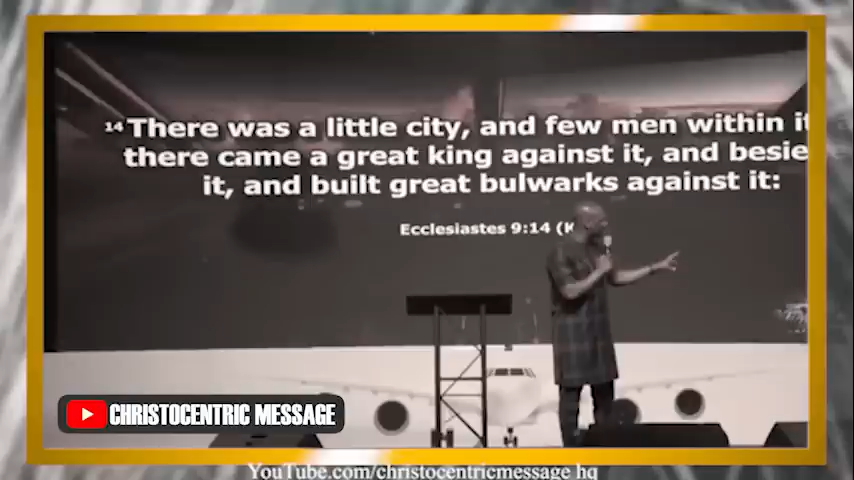 14 There was a little city, and few men within it
there came a great king against it, and besie
it, and built great bulwarks against it:
Ecclesiastes 9:14 (K
CHRISTOCENTRIC MESSAGE
YouTube.com/christocentricmessage hq